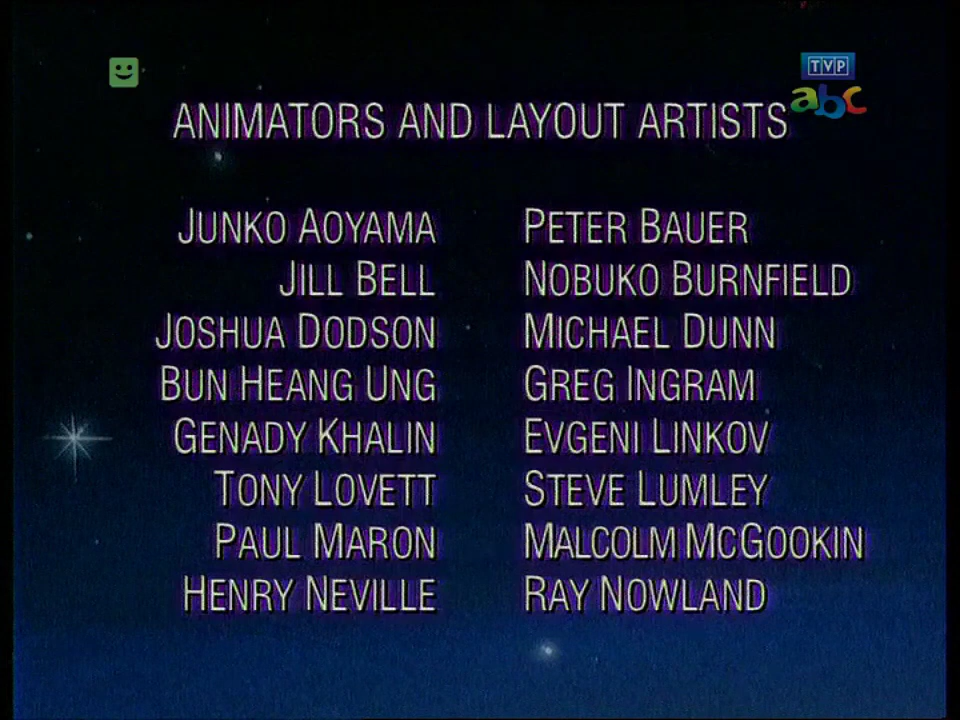 TVP
abc
ANIMATORS AND LAYOUT ARTISTS
JUNKO AOYAMA PETER BAUER
JILL BELL NOBUKO BURNFIELD
JOSHUA DODSON MICHAEL DUNN
BUN HEANG UNG GREG INGRAM
GENADY KHALIN EVGENI LINKOV
TONY LOVETT STEVE LUMLEY
PAUL MARON MALCOLM MCGOOKIN
HENRY NEVILLE RAY NOWLAND